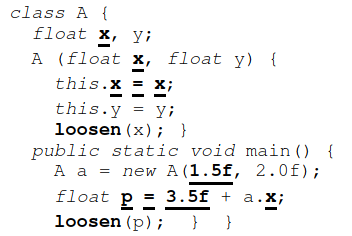 class A {
float x, y;
A (float x, float y) {
this.x = x;
this.y = y;
loosen(x); }
public static void main() {
A a = new A(1.5f, 2.0f);
float p = 3.5f + a.x;
loosen(p); } }